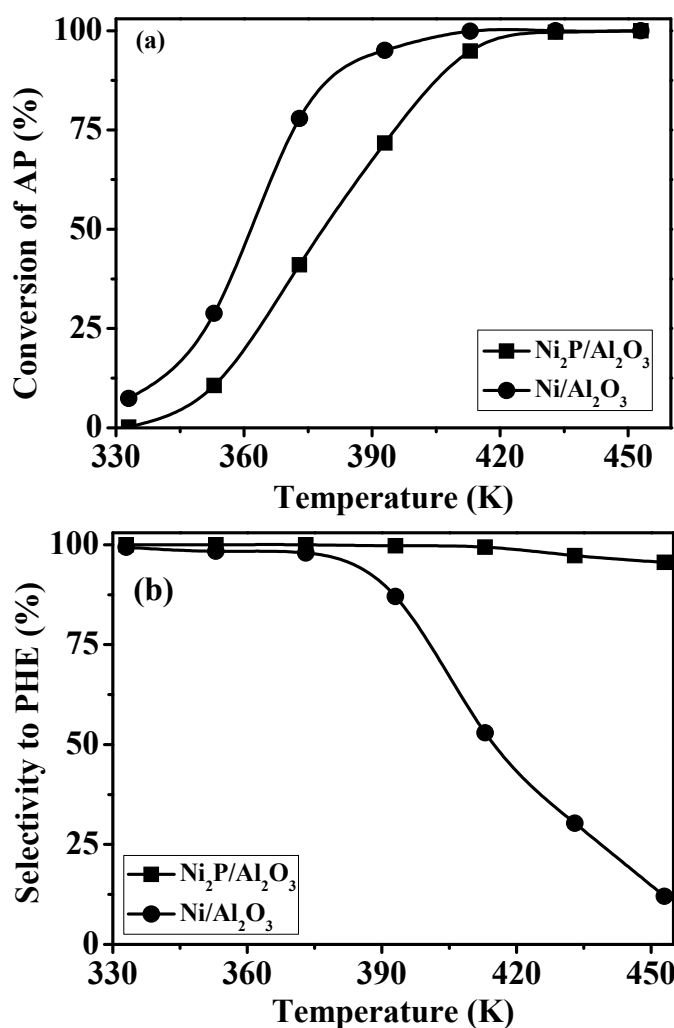 (a)
Conversion of AP (%)
100
75
50
25
0
Ni₂P/Al₂O₃
Ni/Al₂O₃
330 360 390 420 450
Temperature (K)
(b)
Selectivity to PHE (%)
100
75
50
25
0
Ni₂P/Al₂O₃
Ni/Al₂O₃
330 360 390 420 450
Temperature (K)